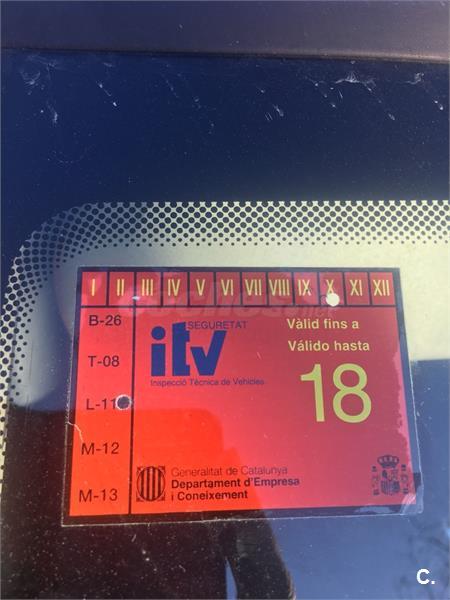 I II III IV V VI VII VIII IX X XI XII
B-26
T-08
L-11
M-12
M-13
SEGURETAT
itv
Inspecció Tècnica de Vehicles
Vàlid fins a
Válido hasta
18
Generalitat de Catalunya
Departament d'Empresa
i Coneixement
C.